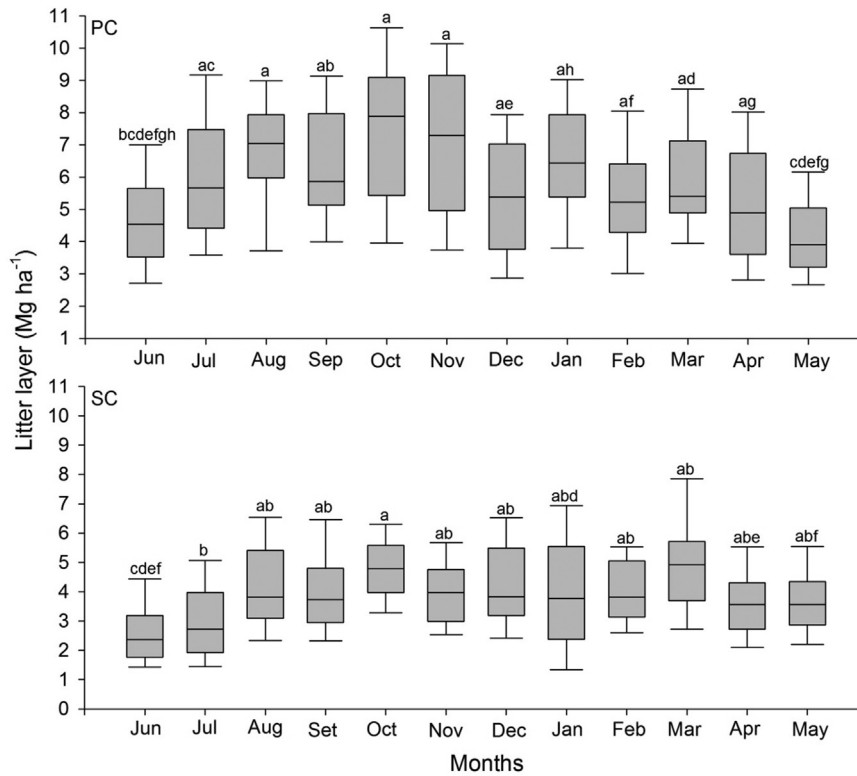 11
PC
10
9
8
7
6
5
4
3
2
1
a
ac
a
ab
a
ah
ad
af
ag
ae
bcdefgh
cdefg
Jun Jul Aug Sep Oct Nov Dec Jan Feb Mar Apr May
Litter layer (Mg ha⁻¹)
11
SC
10
9
8
7
6
5
4
3
2
1
0
cdef
b
ab
ab
a
ab
ab
abd
ab
ab
abe
abf
Jun Jul Aug Set Oct Nov Dec Jan Feb Mar Apr May
Months